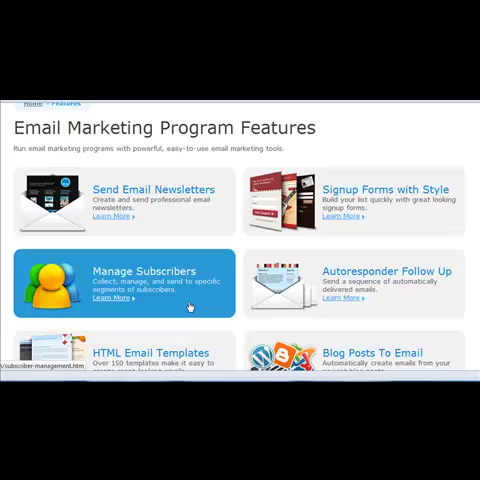 Home > Features
Email Marketing Program Features
Run email marketing programs with powerful, easy-to-use email marketing tools.
Send Email Newsletters
Create and send professional email
newsletters.
Learn More
Signup Forms with Style
Build your list quickly with great looking
signup forms.
Learn More
Manage Subscribers
Collect, manage, and send to specific
segments of subscribers.
Learn More
Autoresponder Follow Up
Send a sequence of automatically
delivered emails.
Learn More
HTML Email Templates
Over 150 templates make it easy to
Blog Posts To Email
Automatically create emails from your
/subscriber-management.htm